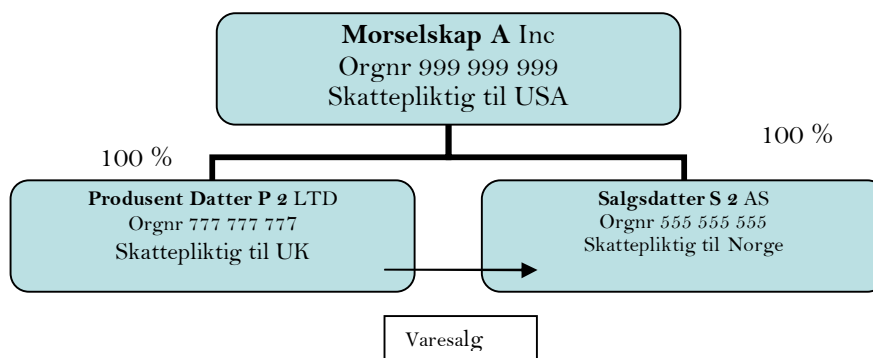 Morselskap A Inc
Orgnr 999 999 999
Skattepliktig til USA
100 %
100 %
Produsent Datter P 2 LTD
Orgnr 777 777 777
Skattepliktig til UK
Salgsdatter S 2 AS
Orgnr 555 555 555
Skattepliktig til Norge
Varesalg